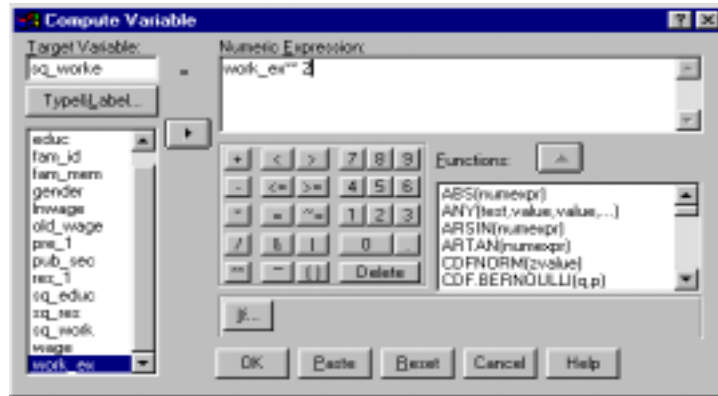 Compute Variable
Target Variable:
sq_worke
=
Numeric Expression:
work_ex** 2
Type&Label...
educ
fam_id
fam_mem
gender
lnwage
old_wage
pre_1
pub_sec
res_1
sq_educ
sq_res
sq_work
wage
work_ex
+ < > 7 8 9
- <= >= 4 5 6
* = ~= 1 2 3
/ & | 0 .
** ~ () Delete
Functions:
ABS(numexpr)
ANY(test,value,value,...)
ARSIN(numexpr)
ARTAN(numexpr)
CDFNORM(zvalue)
CDF.BERNOULLI(q,p)
If...
OK Paste Reset Cancel Help